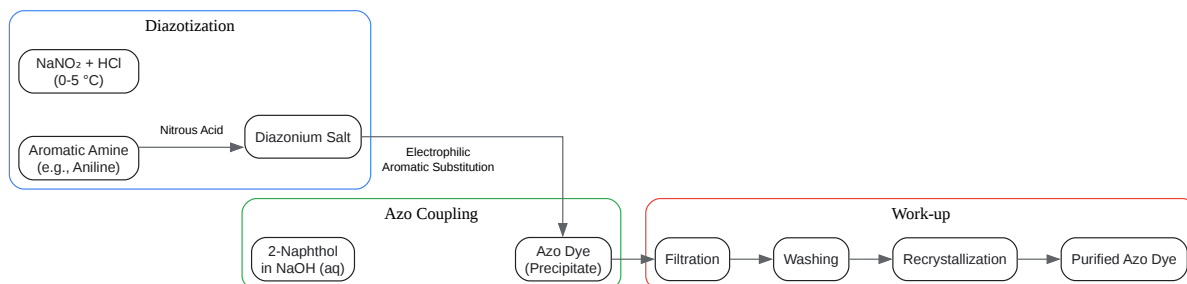 Diazotization
NaNO₂ + HCl
(0-5 °C)
Nitrous Acid
Aromatic Amine
(e.g., Aniline)
Diazonium Salt
Electrophilic
Aromatic Substitution
Azo Coupling
2-Naphthol
in NaOH (aq)
Azo Dye
(Precipitate)
Work-up
Filtration
Washing
Recrystallization
Purified Azo Dye